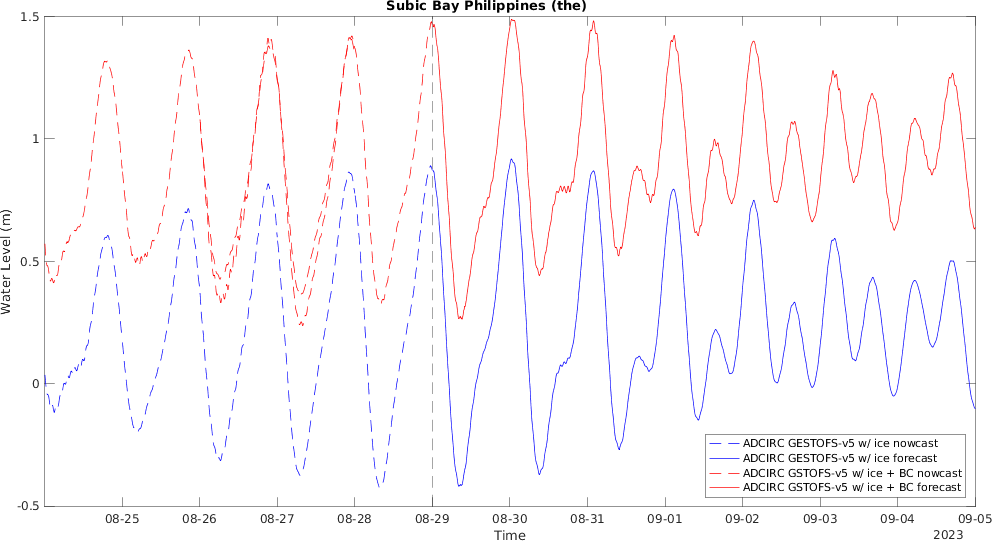 Subic Bay Philippines (the)
1.5
1
0.5
0
-0.5
Water Level (m)
08-25 08-26 08-27 08-28 08-29 08-30 08-31 09-01 09-02 09-03 09-04 09-05
Time
2023
ADCIRC GESTOFS-v5 w/ ice nowcast
ADCIRC GESTOFS-v5 w/ ice forecast
ADCIRC GSTOFS-v5 w/ ice + BC nowcast
ADCIRC GSTOFS-v5 w/ ice + BC forecast